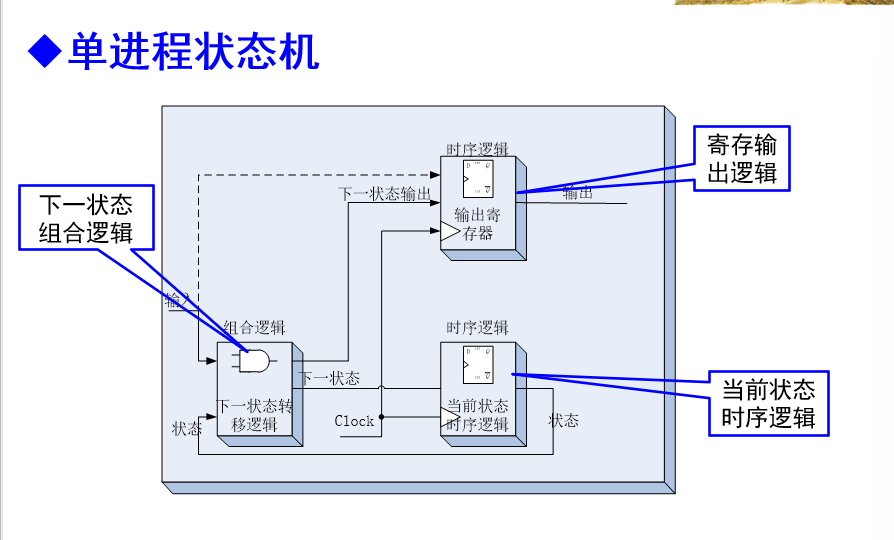 ◆单进程状态机
时序逻辑
寄存输
出逻辑
下一状态输出
输出
下一状态
组合逻辑
输出寄
存器
输入
组合逻辑
时序逻辑
下一状态
下一状态转
移逻辑
状态
Clock
当前状态
时序逻辑
状态
当前状态
时序逻辑